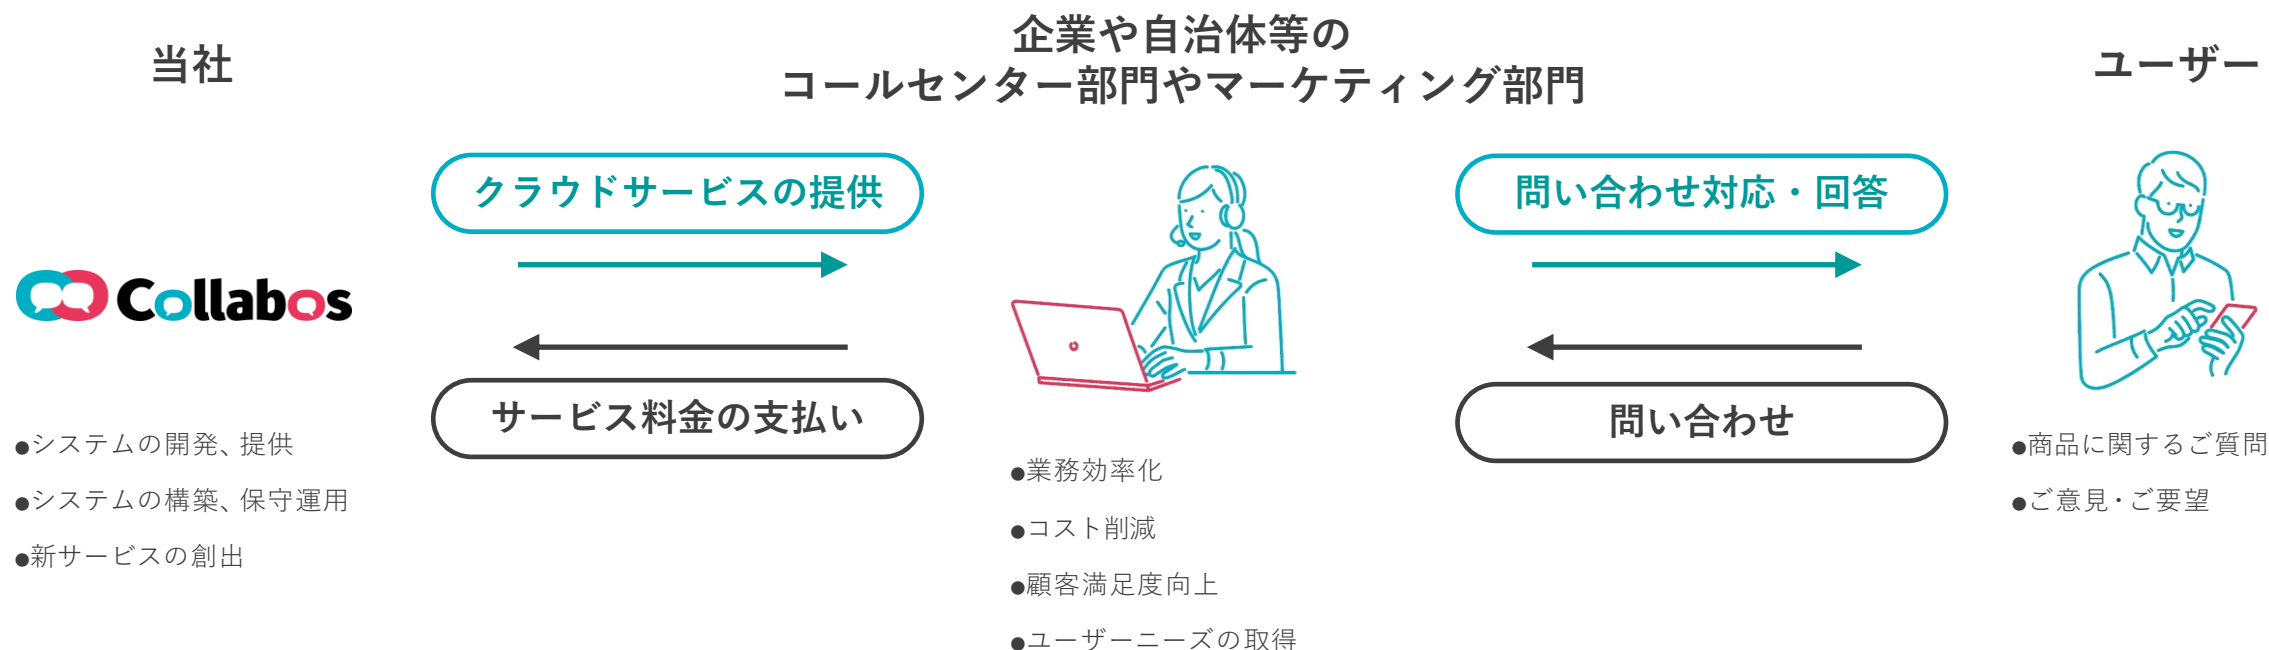 当社
企業や自治体等の
コールセンター部門やマーケティング部門
ユーザー
クラウドサービスの提供
問い合わせ対応・回答
Collabos
サービス料金の支払い
問い合わせ
●システムの開発、提供
●システムの構築、保守運用
●新サービスの創出
●業務効率化
●コスト削減
●顧客満足度向上
●ユーザーニーズの取得
●商品に関するご質問
●ご意見・ご要望